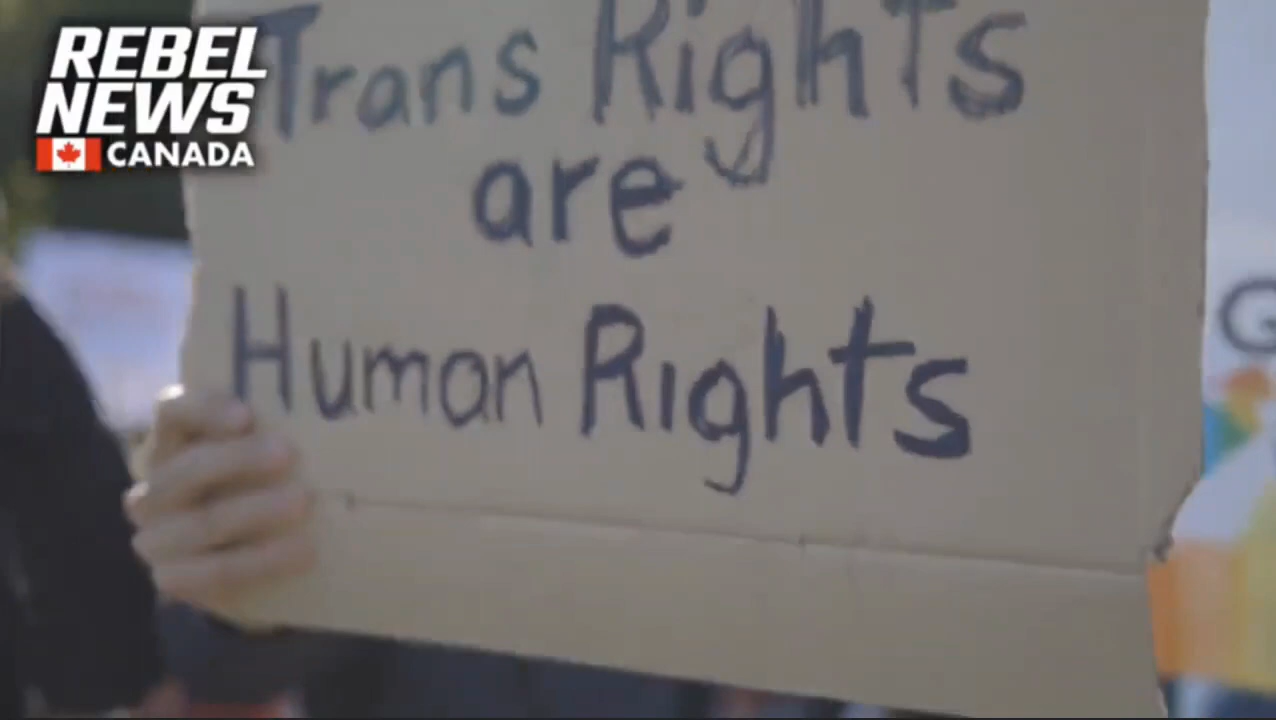 REBEL
NEWS
CANADA
Trans Rights
are
Human Rights
G